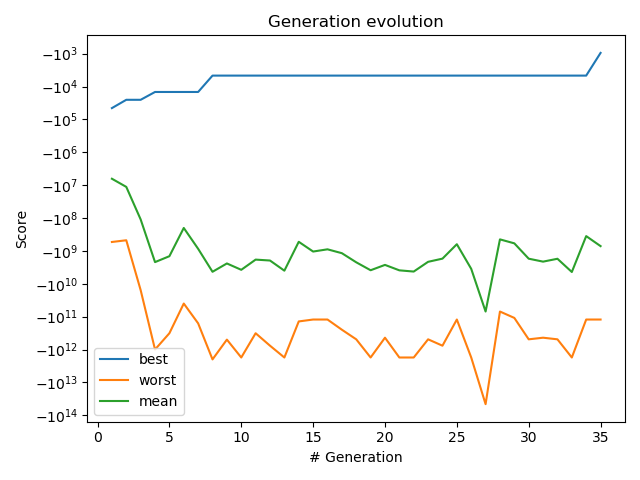 Generation evolution
Score
−10³
−10⁴
−10⁵
−10⁶
−10⁷
−10⁸
−10⁹
−10¹⁰
−10¹¹
−10¹²
−10¹³
−10¹⁴
best
worst
mean
0 5 10 15 20 25 30 35
# Generation